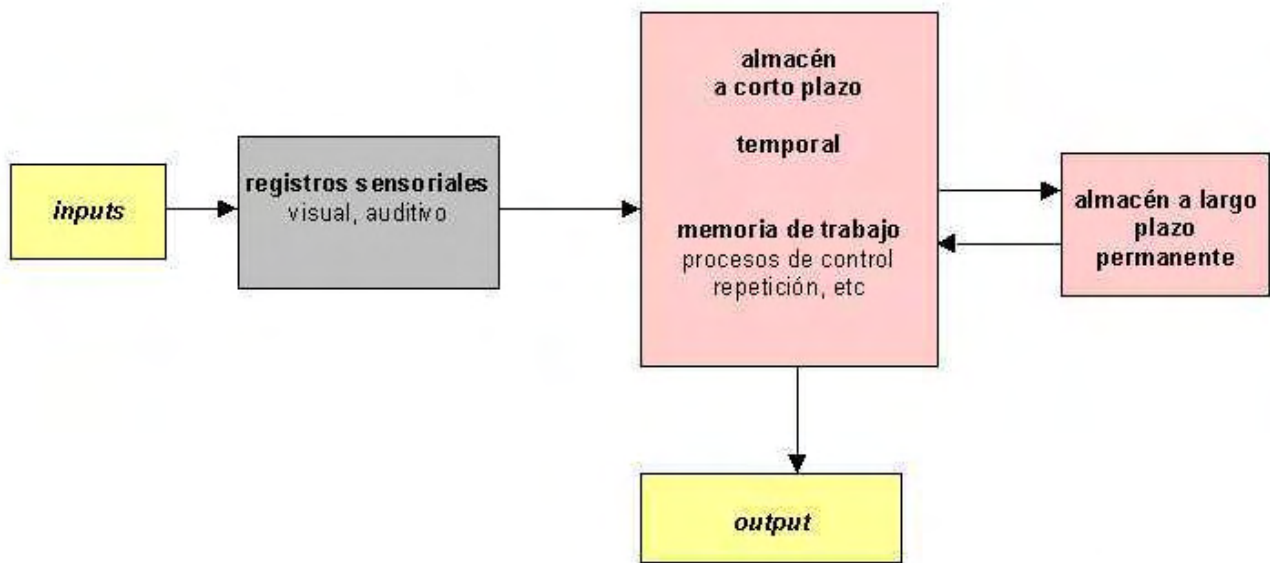 inputs
registros sensoriales
visual, auditivo
almacén
a corto plazo
temporal
memoria de trabajo
procesos de control
repetición, etc
almacén a largo
plazo
permanente
output